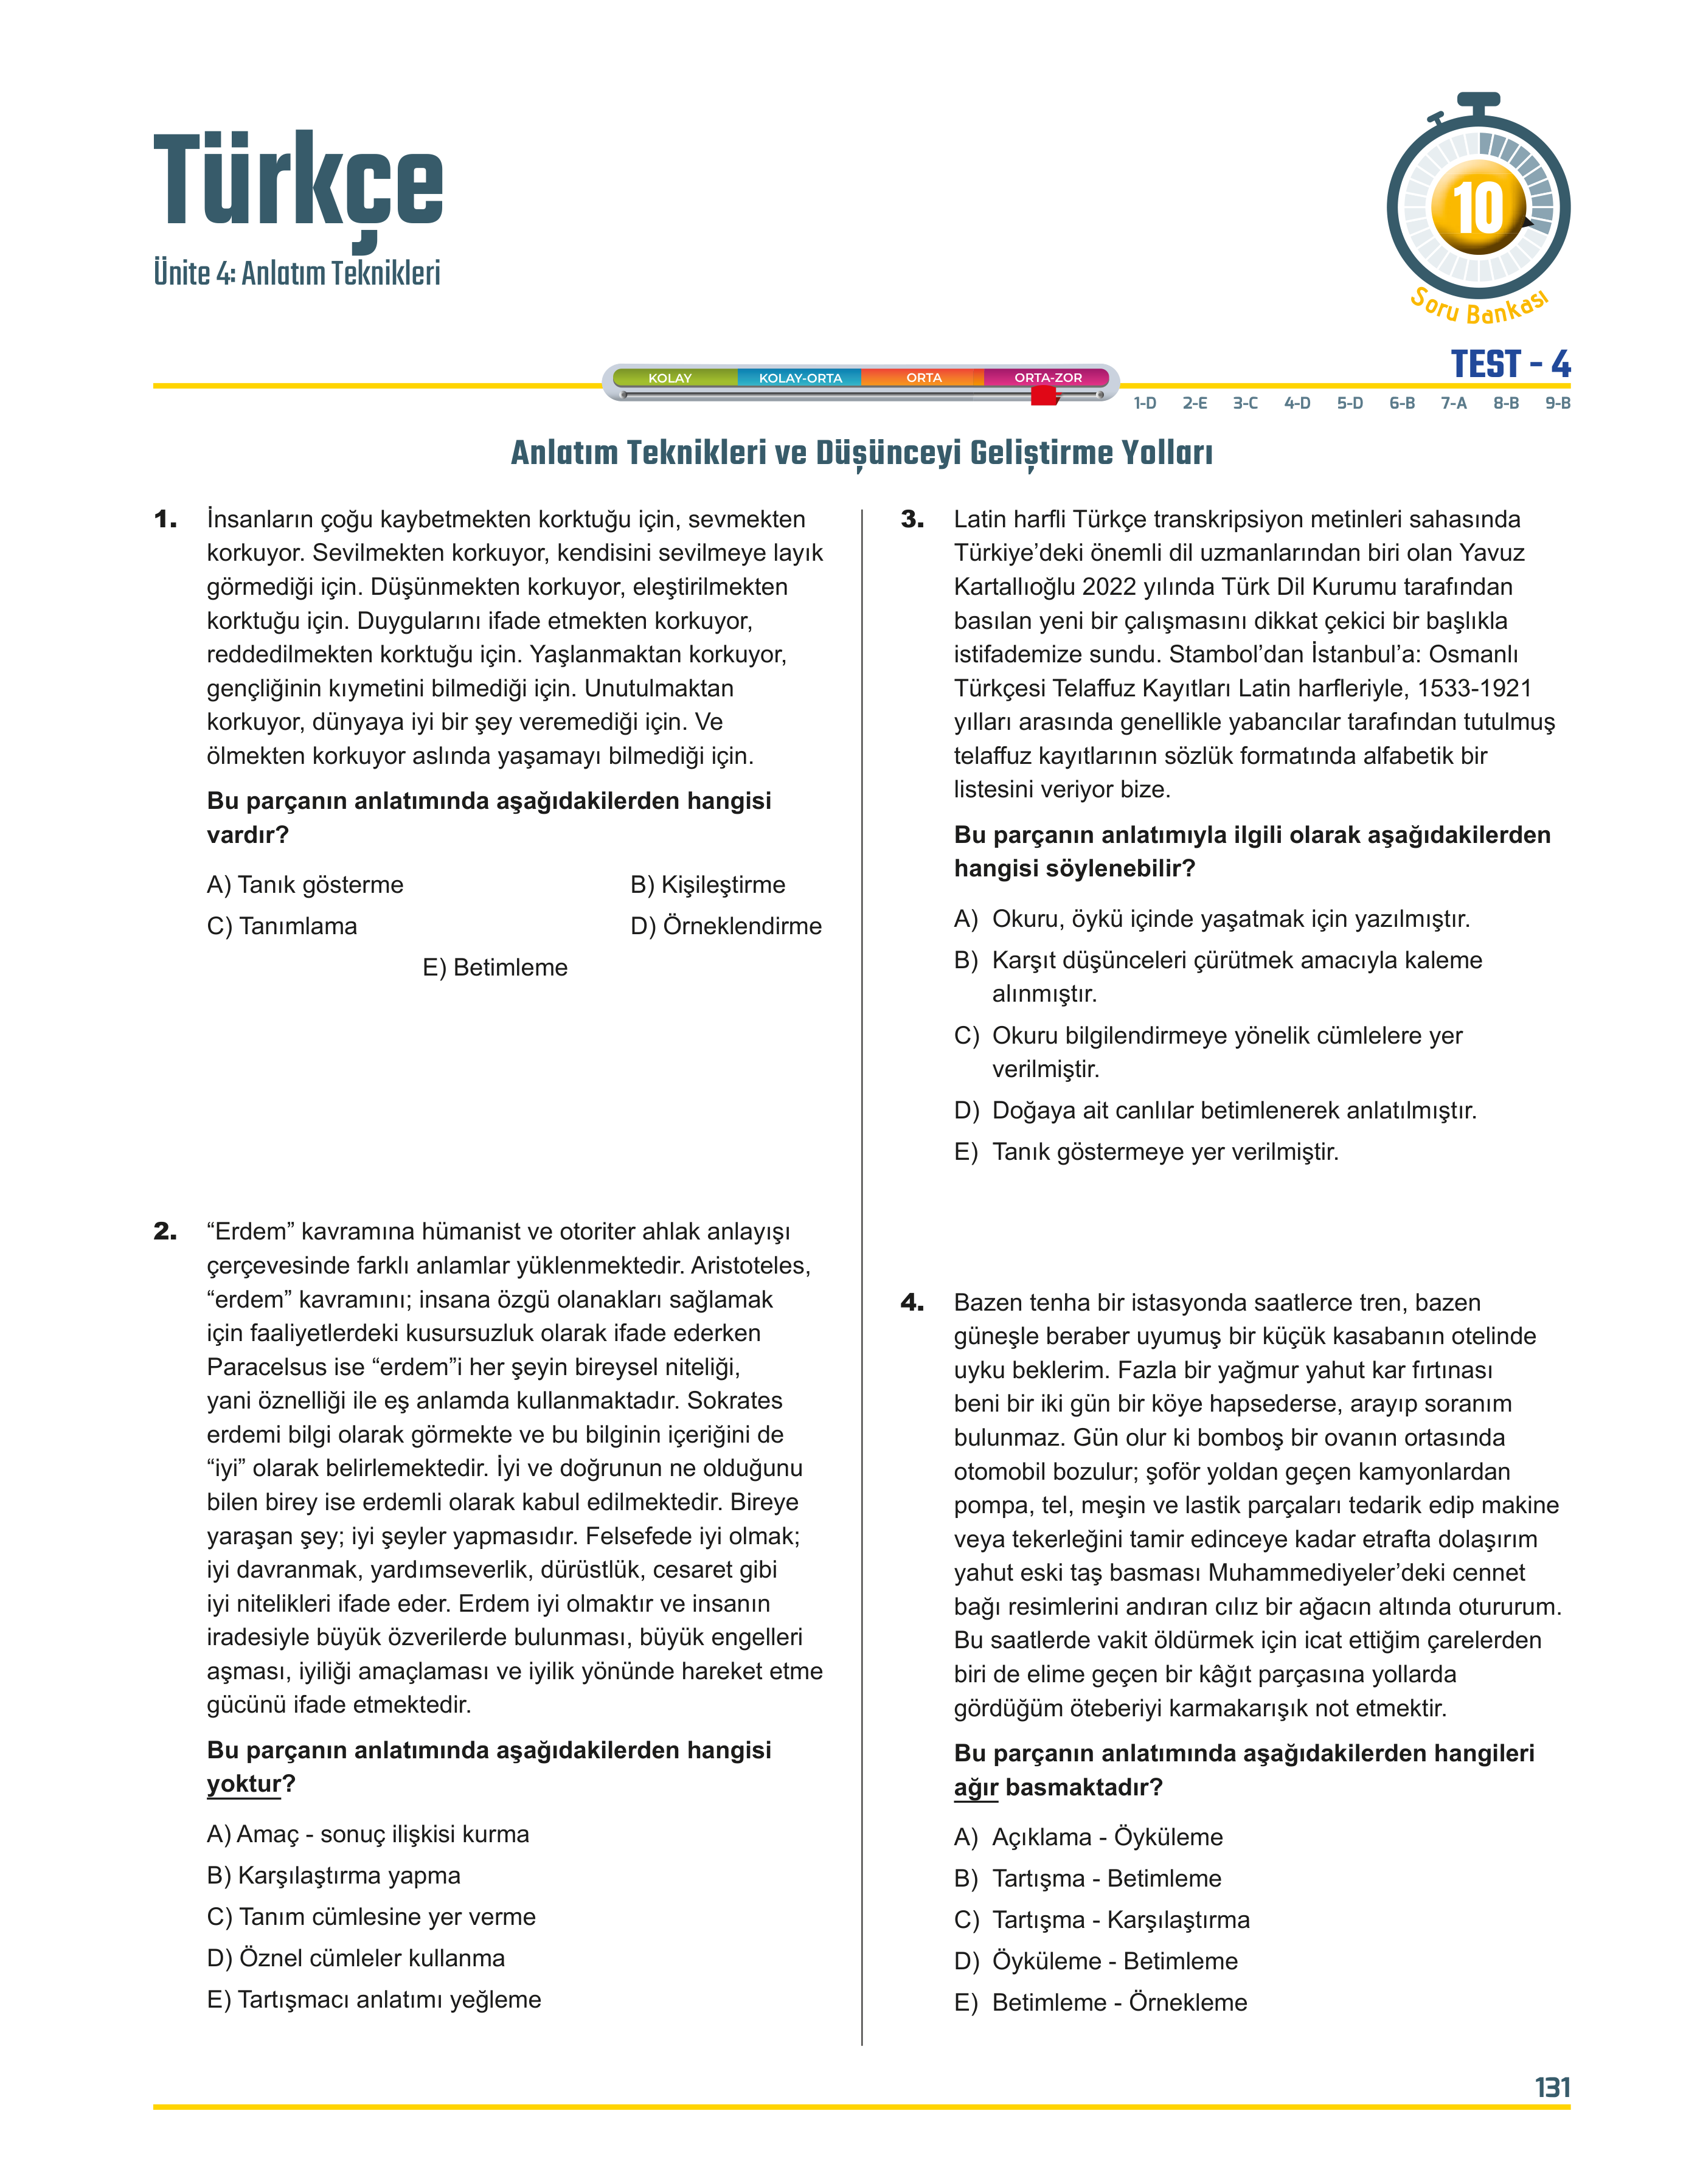 Türkçe
Ünite 4: Anlatım Teknikleri
10
Soru Bankası
TEST - 4
KOLAY KOLAY-ORTA ORTA ORTA-ZOR
1-D 2-E 3-C 4-D 5-D 6-B 7-A 8-B 9-B
Anlatım Teknikleri ve Düşünceyi Geliştirme Yolları
1. İnsanların çoğu kaybetmekten korktuğu için, sevmekten
korkuyor. Sevilmekten korkuyor, kendisini sevilmeye layık
görmediği için. Düşünmekten korkuyor, eleştirilmekten
korktuğu için. Duygularını ifade etmekten korkuyor,
reddedilmekten korktuğu için. Yaşlanmaktan korkuyor,
gençliğinin kıymetini bilmediği için. Unutulmaktan
korkuyor, dünyaya iyi bir şey veremediği için. Ve
ölmekten korkuyor aslında yaşamayı bilmediği için.
Bu parçanın anlatımında aşağıdakilerden hangisi
vardır?
A) Tanık gösterme B) Kişileştirme
C) Tanımlama D) Örneklendirme
E) Betimleme
2. “Erdem” kavramına hümanist ve otoriter ahlak anlayışı
çerçevesinde farklı anlamlar yüklenmektedir. Aristoteles,
“erdem” kavramını; insana özgü olanakları sağlamak
için faaliyetlerdeki kusursuzluk olarak ifade ederken
Paracelsus ise “erdem”i her şeyin bireysel niteliği,
yani öznelliği ile eş anlamda kullanmaktadır. Sokrates
erdemi bilgi olarak görmekte ve bu bilginin içeriğini de
“iyi” olarak belirlemektedir. İyi ve doğrunun ne olduğunu
bilen birey ise erdemli olarak kabul edilmektedir. Bireye
yaraşan şey; iyi şeyler yapmasıdır. Felsefede iyi olmak;
iyi davranmak, yardımseverlik, dürüstlük, cesaret gibi
iyi nitelikleri ifade eder. Erdem iyi olmaktır ve insanın
iradesiyle büyük özverilerde bulunması, büyük engelleri
aşması, iyiliği amaçlaması ve iyilik yönünde hareket etme
gücünü ifade etmektedir.
Bu parçanın anlatımında aşağıdakilerden hangisi
yoktur?
A) Amaç - sonuç ilişkisi kurma
B) Karşılaştırma yapma
C) Tanım cümlesine yer verme
D) Öznel cümleler kullanma
E) Tartışmacı anlatımı yeğleme
3. Latin harfli Türkçe transkripsiyon metinleri sahasında
Türkiye’deki önemli dil uzmanlarından biri olan Yavuz
Kartallıoğlu 2022 yılında Türk Dil Kurumu tarafından
basılan yeni bir çalışmasını dikkat çekici bir başlıkla
istifademize sundu. Stambol’dan İstanbul’a: Osmanlı
Türkçesi Telaffuz Kayıtları Latin harfleriyle, 1533-1921
yılları arasında genellikle yabancılar tarafından tutulmuş
telaffuz kayıtlarının sözlük formatında alfabetik bir
listesini veriyor bize.
Bu parçanın anlatımıyla ilgili olarak aşağıdakilerden
hangisi söylenebilir?
A) Okuru, öykü içinde yaşatmak için yazılmıştır.
B) Karşıt düşünceleri çürütmek amacıyla kaleme
alınmıştır.
C) Okuru bilgilendirmeye yönelik cümlelere yer
verilmiştir.
D) Doğaya ait canlılar betimlenerek anlatılmıştır.
E) Tanık göstermeye yer verilmiştir.
4. Bazen tenha bir istasyonda saatlerce tren, bazen
güneşle beraber uyumuş bir küçük kasabanın otelinde
uyku beklerim. Fazla bir yağmur yahut kar fırtınası
beni bir iki gün bir köye hapsederse, arayıp soranım
bulunmaz. Gün olur ki bomboş bir ovanın ortasında
otomobil bozulur; şoför yoldan geçen kamyonlardan
pompa, tel, meşin ve lastik parçaları tedarik edip makine
veya tekerleğini tamir edinceye kadar etrafta dolaşırım
yahut eski taş basması Muhammediyeler’deki cennet
bağı resimlerini andıran cılız bir ağacın altında otururum.
Bu saatlerde vakit öldürmek için icat ettiğim çarelerden
biri de elime geçen bir kâğıt parçasına yollarda
gördüğüm öteberiyi karmakarışık not etmektir.
Bu parçanın anlatımında aşağıdakilerden hangileri
ağır basmaktadır?
A) Açıklama - Öyküleme
B) Tartışma - Betimleme
C) Tartışma - Karşılaştırma
D) Öyküleme - Betimleme
E) Betimleme - Örnekleme
131